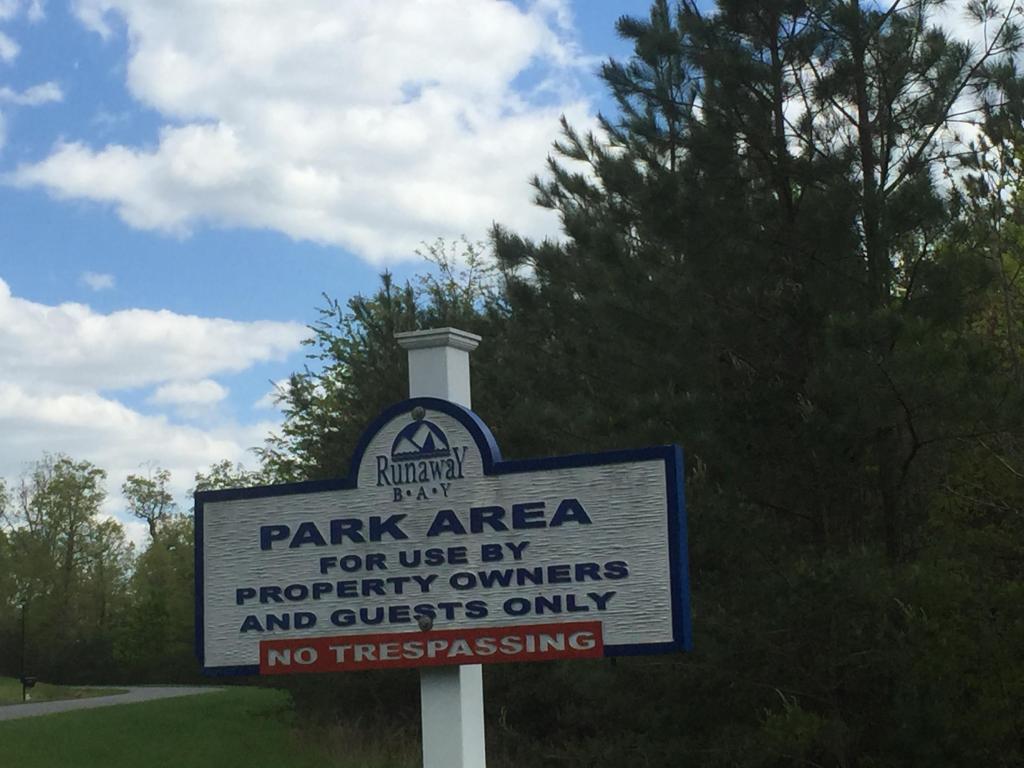 Runaway
B•A•Y
PARK AREA
FOR USE BY
PROPERTY OWNERS
AND GUESTS ONLY
NO TRESPASSING